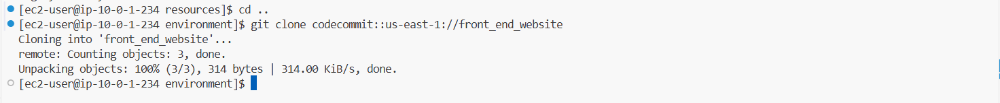 [ec2-user@ip-10-0-1-234 resources]$ cd ..
[ec2-user@ip-10-0-1-234 environment]$ git clone codecommit::us-east-1://front_end_website
Cloning into 'front_end_website'...
remote: Counting objects: 3, done.
Unpacking objects: 100% (3/3), 314 bytes | 314.00 KiB/s, done.
[ec2-user@ip-10-0-1-234 environment]$